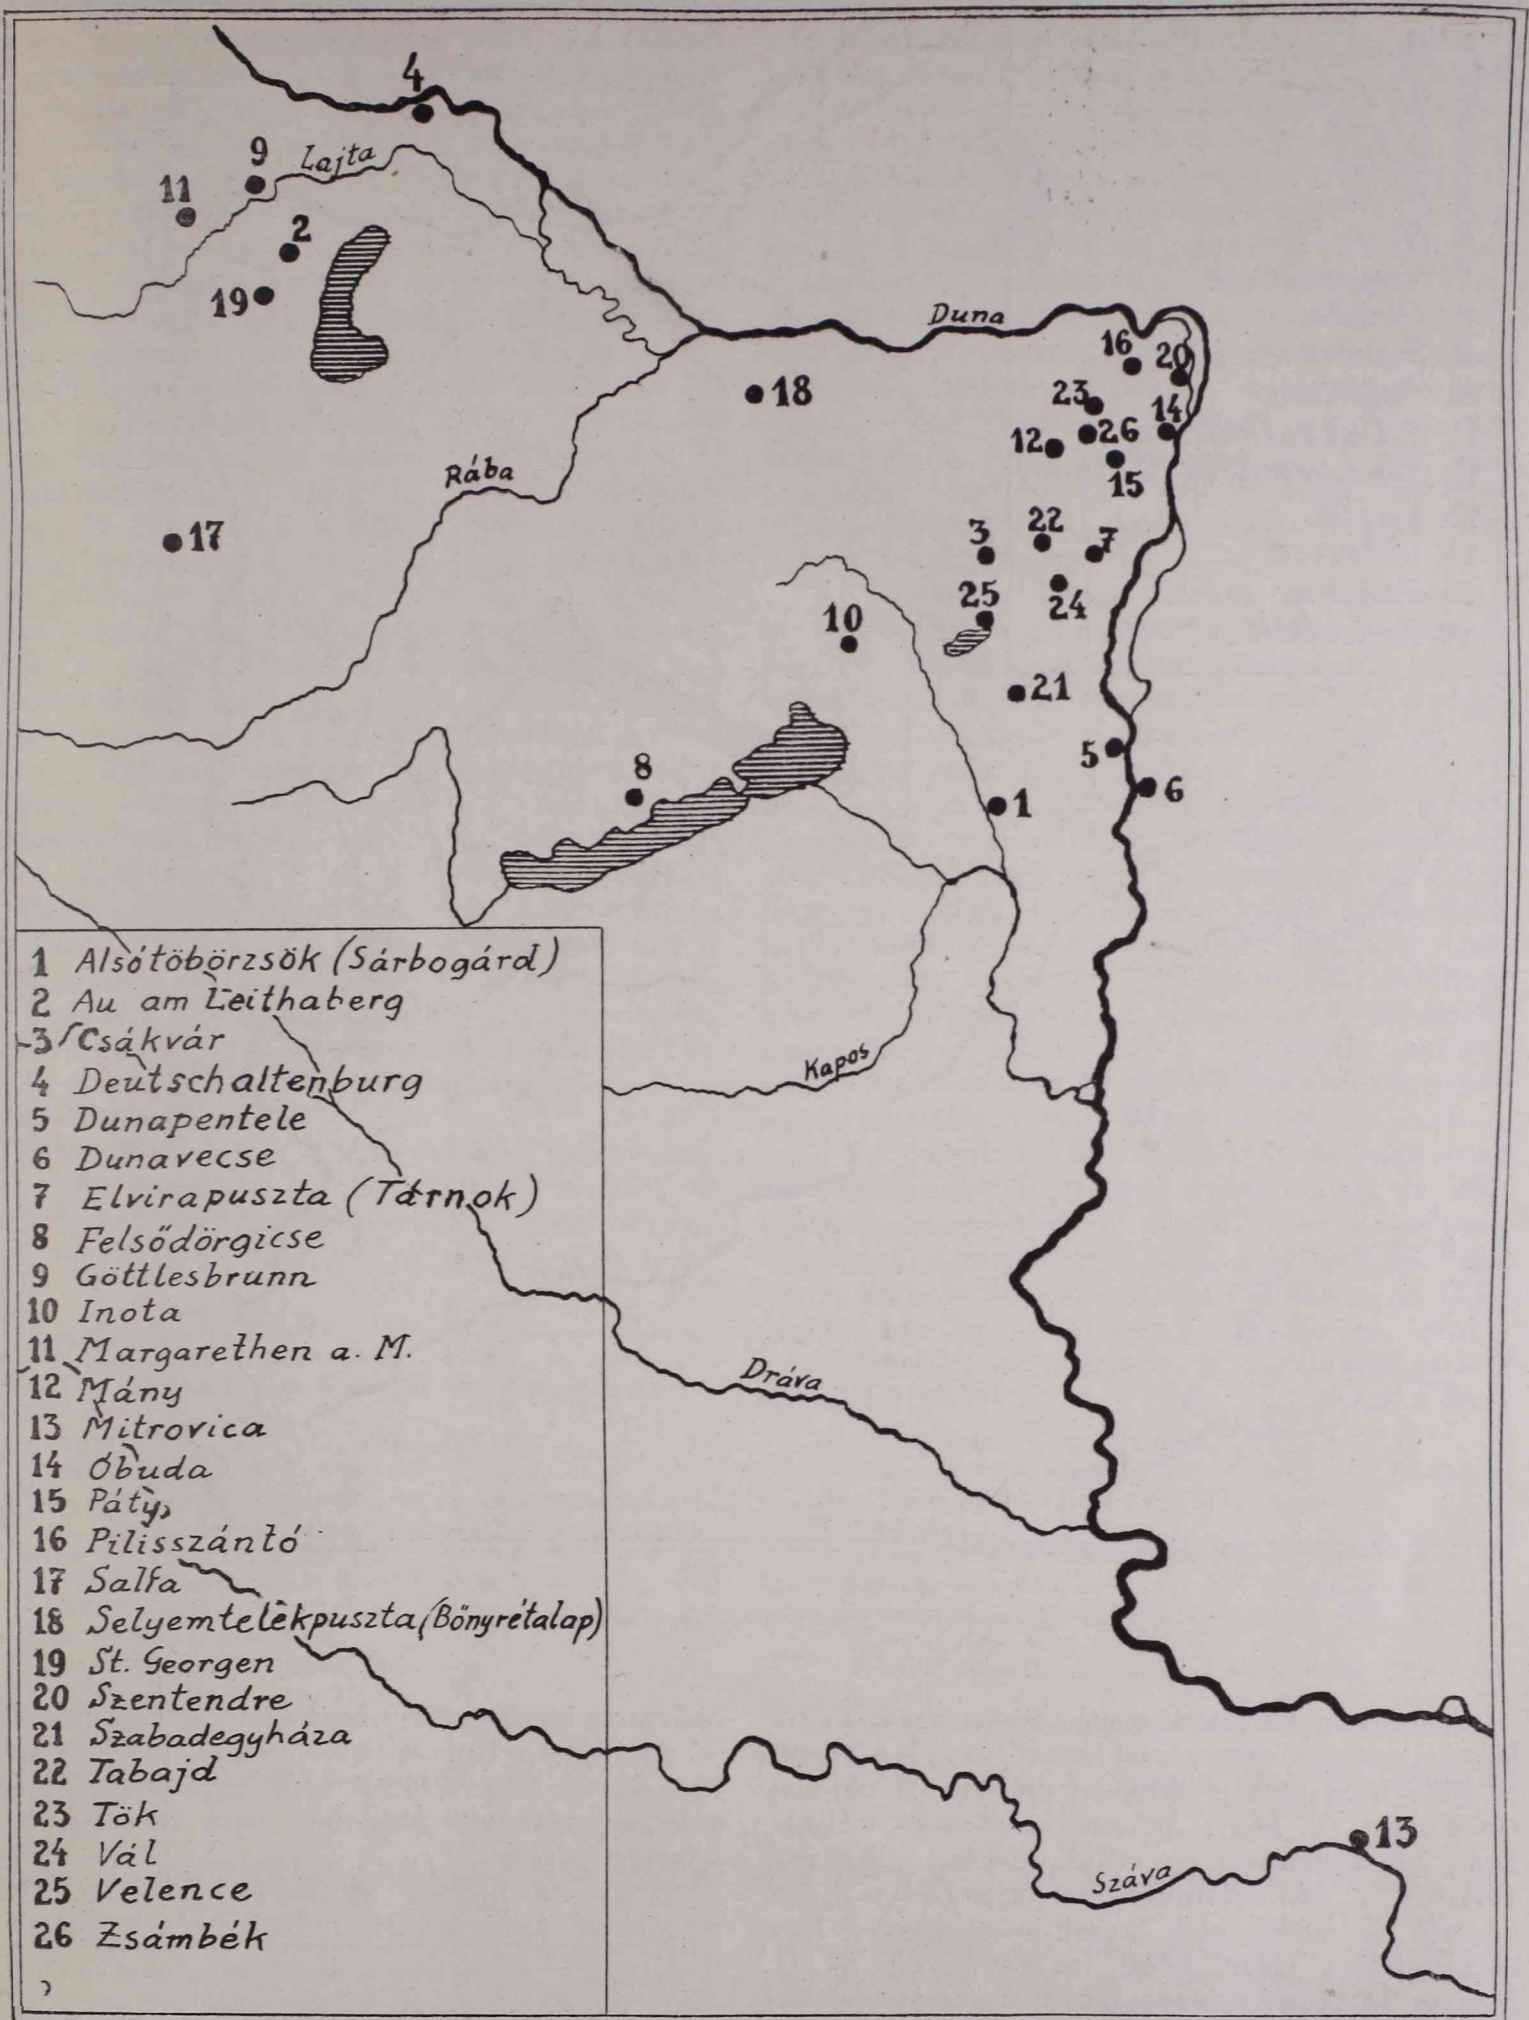 4
9
Lajta
11
2
19
Duna
16
20
18
23
14
12
26
15
Rába
17
3
22
7
25
24
10
21
5
8
6
1
Kapos
Dráva
13
Száva
1 Alsótöbörzsök (Sárbogárd)
2 Au am Leithaberg
3 Csákvár
4 Deutschaltenburg
5 Dunapentele
6 Dunavecse
7 Elvirapuszta (Tárnok)
8 Felsődörgicse
9 Göttlesbrunn
10 Inota
11 Margarethen a. M.
12 Mány
13 Mitrovica
14 Óbuda
15 Páty
16 Pilisszántó
17 Salfa
18 Selyemtelekpuszta (Bőnyrétalap)
19 St. Georgen
20 Szentendre
21 Szabadegyháza
22 Tabajd
23 Tök
24 Vál
25 Velence
26 Zsámbék